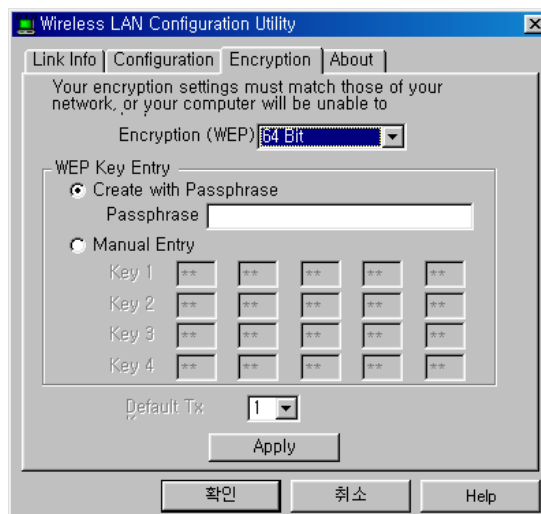 Wireless LAN Configuration Utility
Link Info Configuration Encryption About
Your encryption settings must match those of your
network, or your computer will be unable to
Encryption (WEP) 64 Bit
WEP Key Entry
Create with Passphrase
Passphrase
Manual Entry
Key 1 ** ** ** ** **
Key 2 ** ** ** ** **
Key 3 ** ** ** ** **
Key 4 ** ** ** ** **
Default Tx 1
Apply
확인 취소 Help